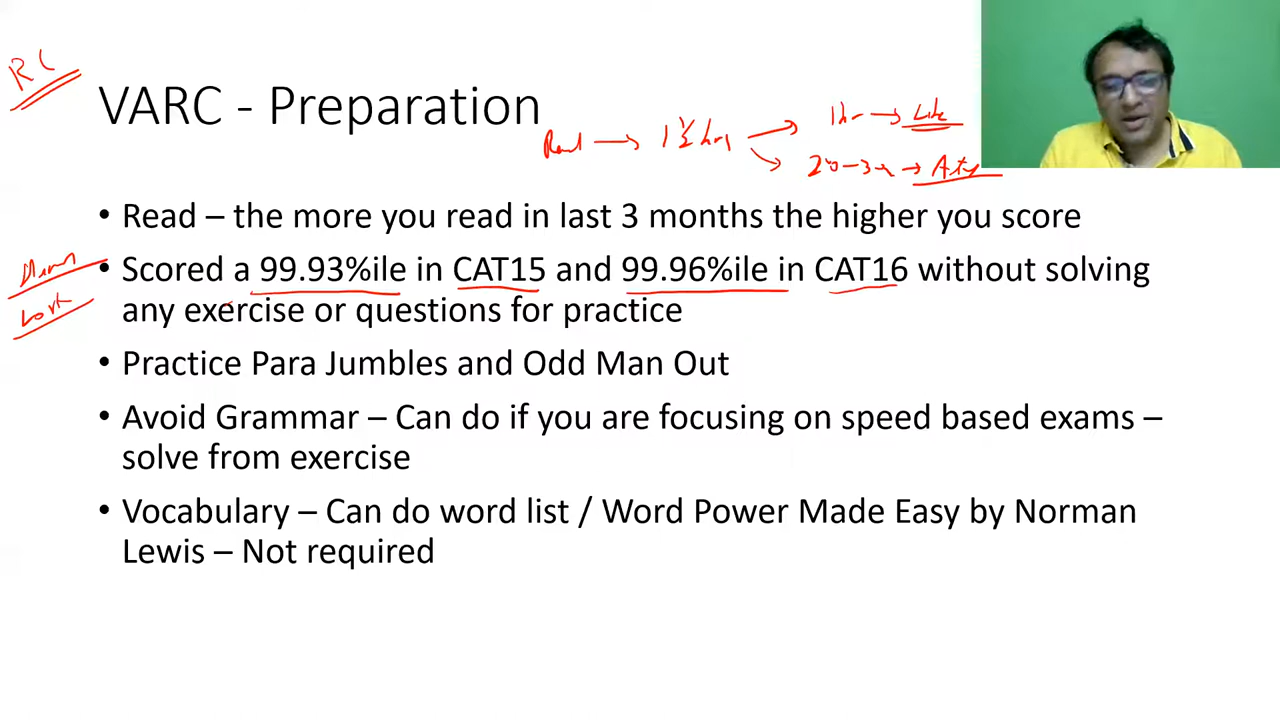 RC
VARC - Preparation
Read → 1½ hrs
1hr → Like
20-30 →
• Read – the more you read in last 3 months the higher you score
• Scored a 99.93%ile in CAT15 and 99.96%ile in CAT16 without solving
any exercise or questions for practice
• Practice Para Jumbles and Odd Man Out
• Avoid Grammar – Can do if you are focusing on speed based exams –
solve from exercise
• Vocabulary – Can do word list / Word Power Made Easy by Norman
Lewis – Not required